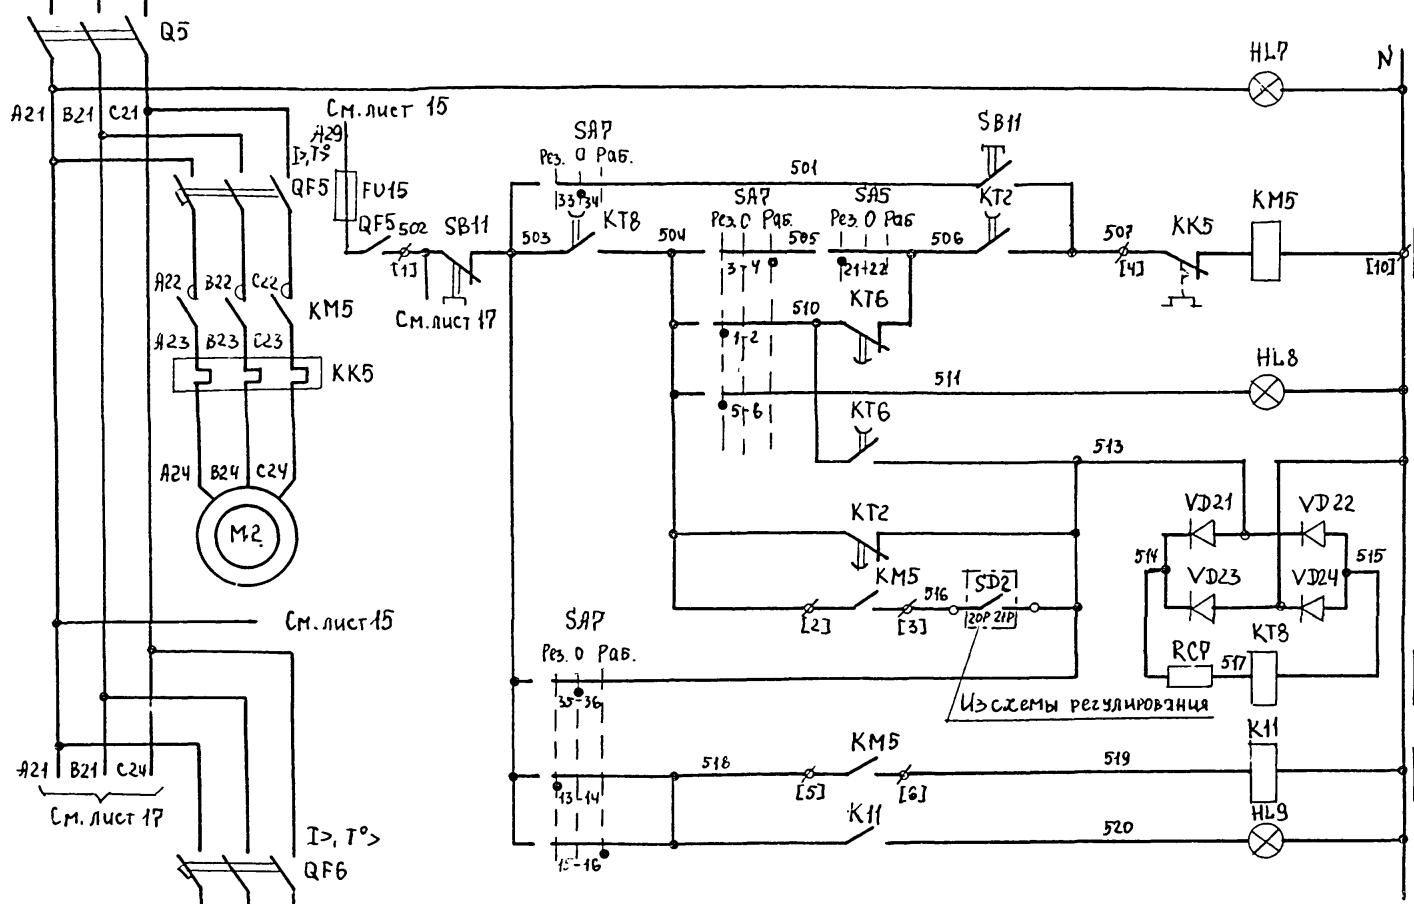 Q5
HL7
N
A21 B21 C21
См. лист 15
A29
SA7
Рез. 0 Раб.
SB11
I>, T°>
QF5
FU15
501
33 34
KT2
QF5 502
SB11
503
KT8
504
SA7
Рез. 0 Раб.
505
SA5
Рез. 0 Раб
506
507
KK5
KM5
[1]
3-4
21-22
[4]
[10]
A22 B22 C22
KM5
См. лист 17
510
KT6
1-2
A23 B23 C23
KK5
511
HL8
5-6
KT6
513
A24 B24 C24
M2
VD21
VD22
KT2
514
515
KM5
516
SD2
VD23
VD24
[2]
[3]
20Р 21Р
См. лист 15
SA7
Рез. 0 Раб.
RC7
517
KT8
35-36
Из схемы регулирования
K11
A21 B21 C24
518
KM5
519
13-14
[5]
[6]
См. лист 17
K11
520
HL9
15-16
I>, T°>
QF6